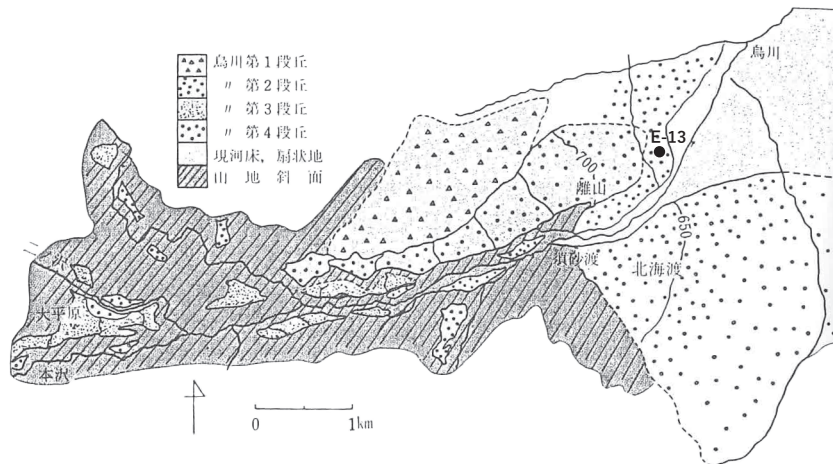 烏川第1段丘
〃 第2段丘
〃 第3段丘
〃 第4段丘
現河床，扇状地
山地斜面
烏川
E-13
700
離山
須砂渡
650
北海渡
大平原
本沢
0 1km